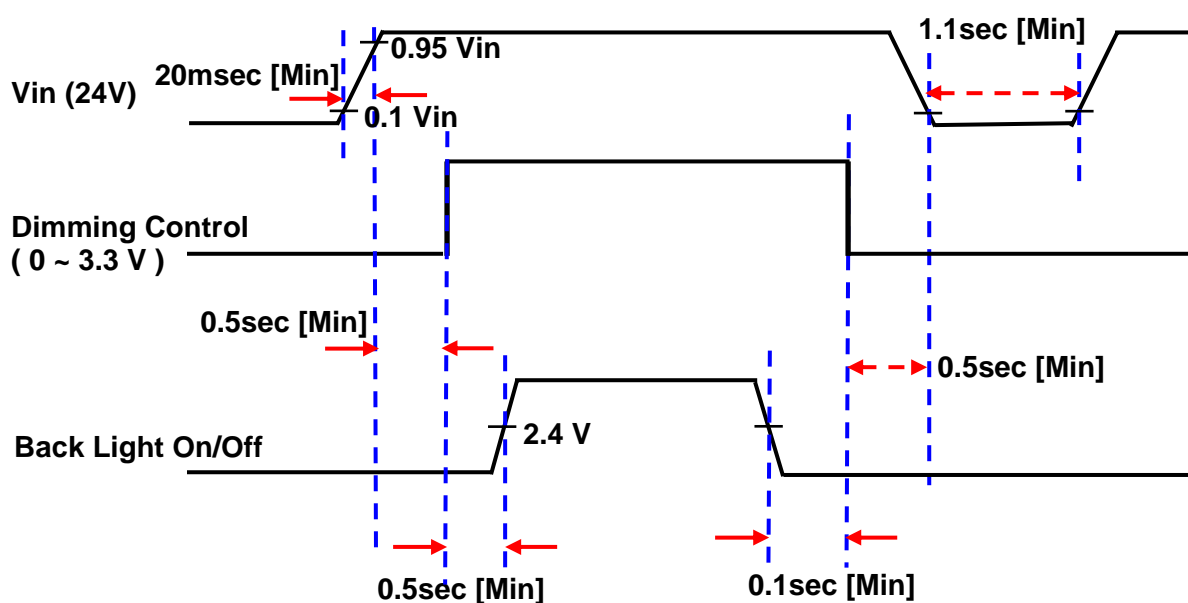 1.1sec [Min]
0.95 Vin
20msec [Min]
Vin (24V)
0.1 Vin
Dimming Control
( 0 ~ 3.3 V )
0.5sec [Min]
0.5sec [Min]
2.4 V
Back Light On/Off
0.5sec [Min]
0.1sec [Min]